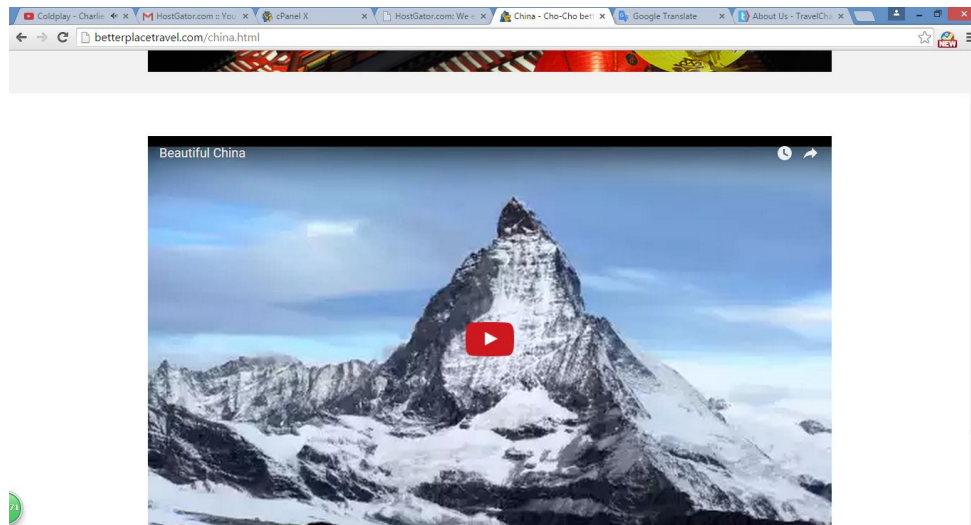 Coldplay - Charlie
HostGator.com :: You
cPanel X
HostGator.com: We e
China - Cho-Cho bett
Google Translate
About Us - TravelCha
betterplacetravel.com/china.html
NEW
Beautiful China
71